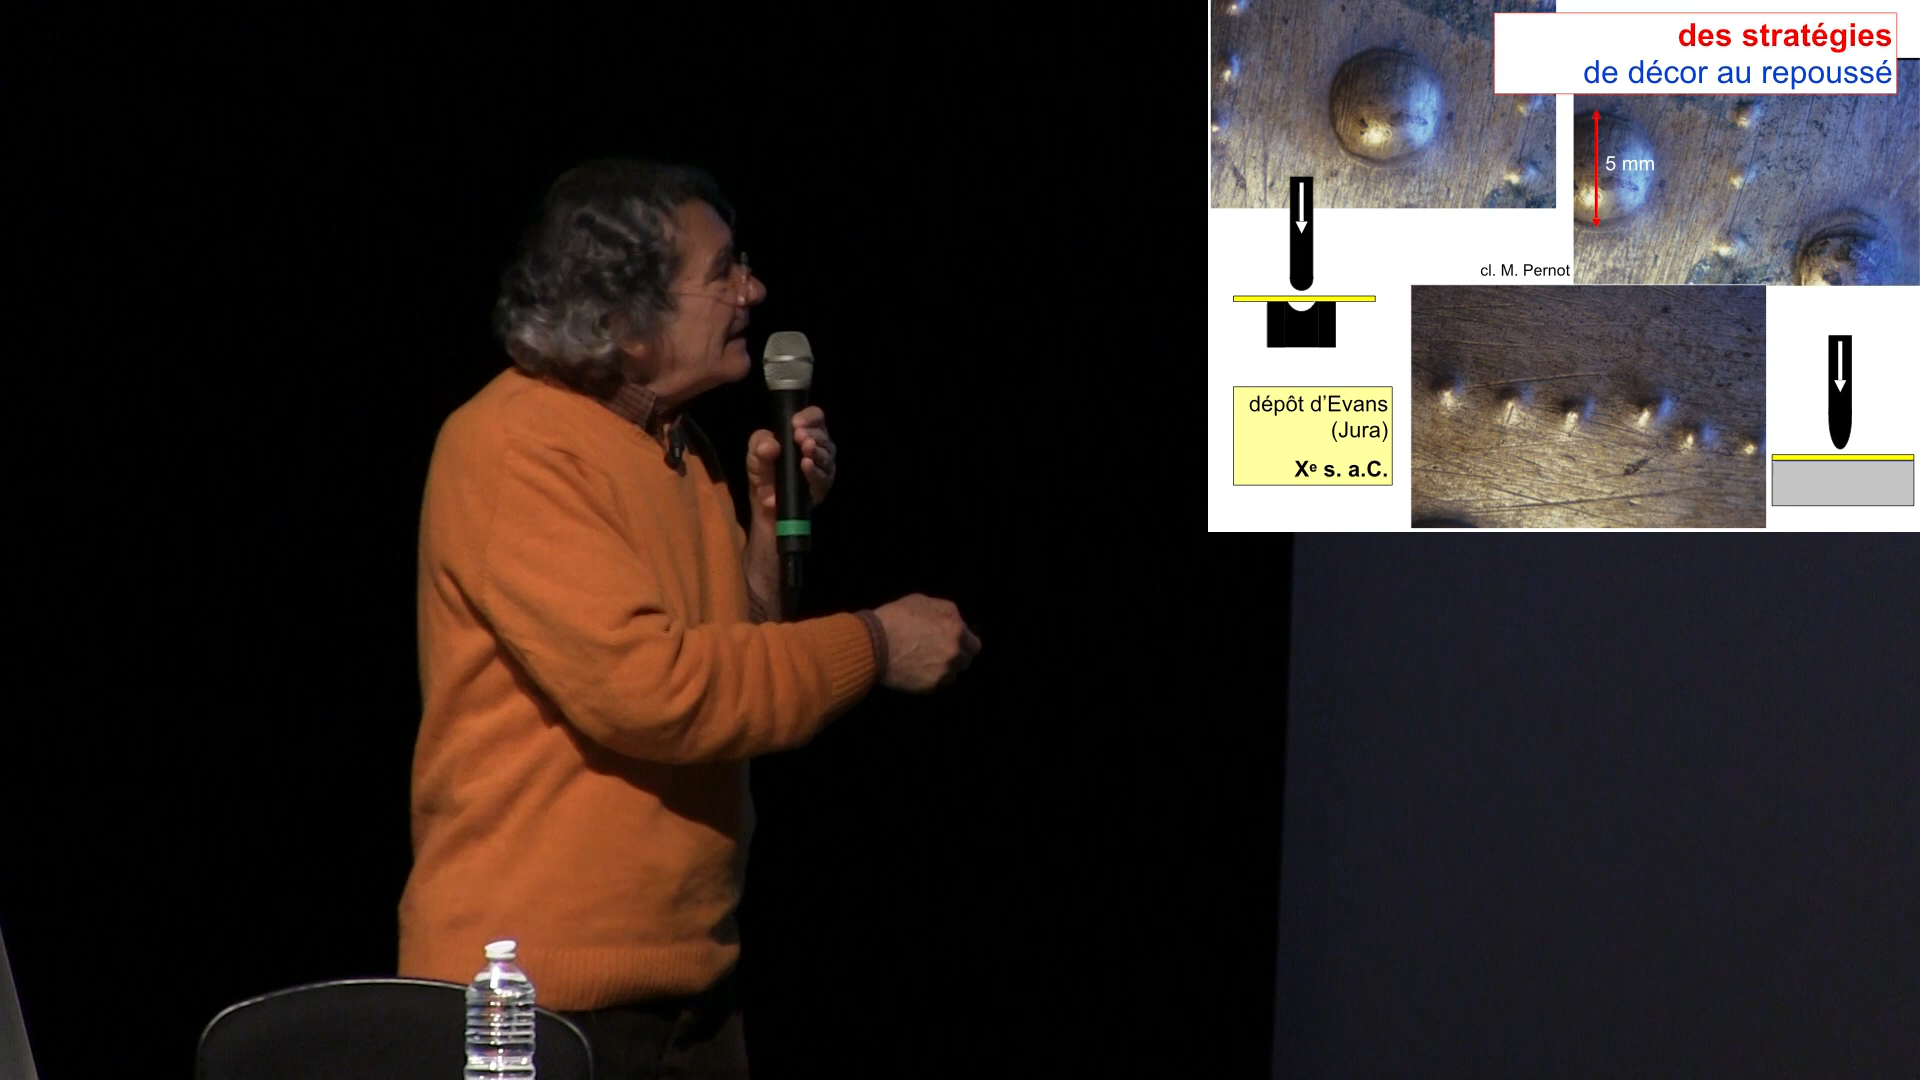 des stratégies
de décor au repoussé
5 mm
cl. M. Pernot
dépôt d’Evans
(Jura)
Xe s. a.C.